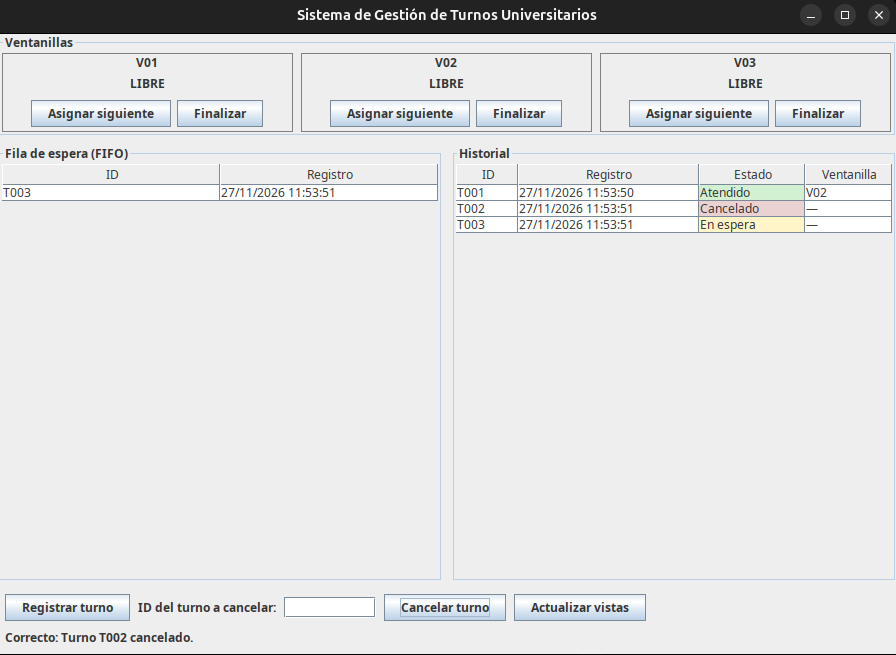 Sistema de Gestión de Turnos Universitarios
Ventanillas
V01 V02 V03
LIBRE LIBRE LIBRE
Asignar siguiente Finalizar Asignar siguiente Finalizar Asignar siguiente Finalizar
Fila de espera (FIFO) Historial
ID Registro ID Registro Estado Ventanilla
T003 27/11/2026 11:53:51 T001 27/11/2026 11:53:50 Atendido V02
T002 27/11/2026 11:53:51 Cancelado —
T003 27/11/2026 11:53:51 En espera —
Registrar turno ID del turno a cancelar: Cancelar turno Actualizar vistas
Correcto: Turno T002 cancelado.